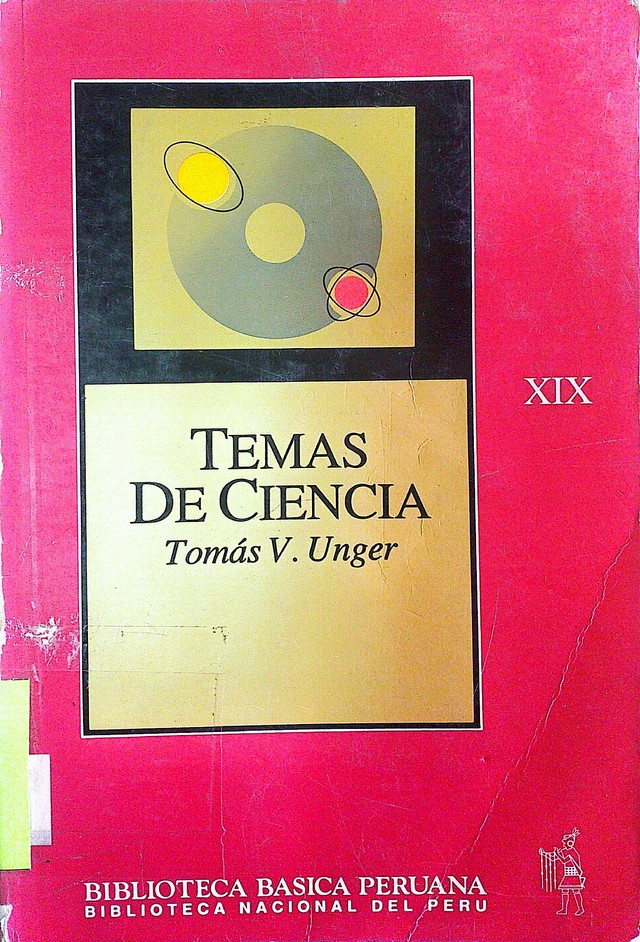 XIX
TEMAS
DE CIENCIA
Tomás V. Unger
BIBLIOTECA BASICA PERUANA
BIBLIOTECA NACIONAL DEL PERU